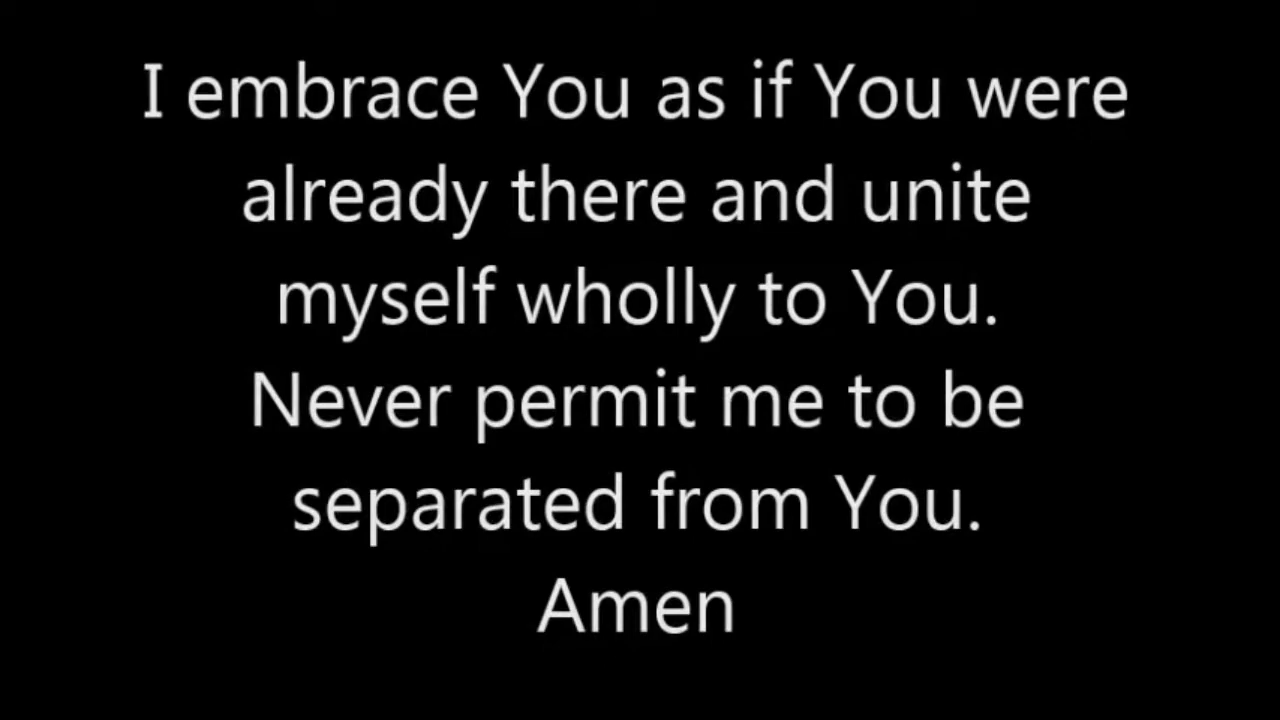 I embrace You as if You were
already there and unite
myself wholly to You.
Never permit me to be
separated from You.
Amen